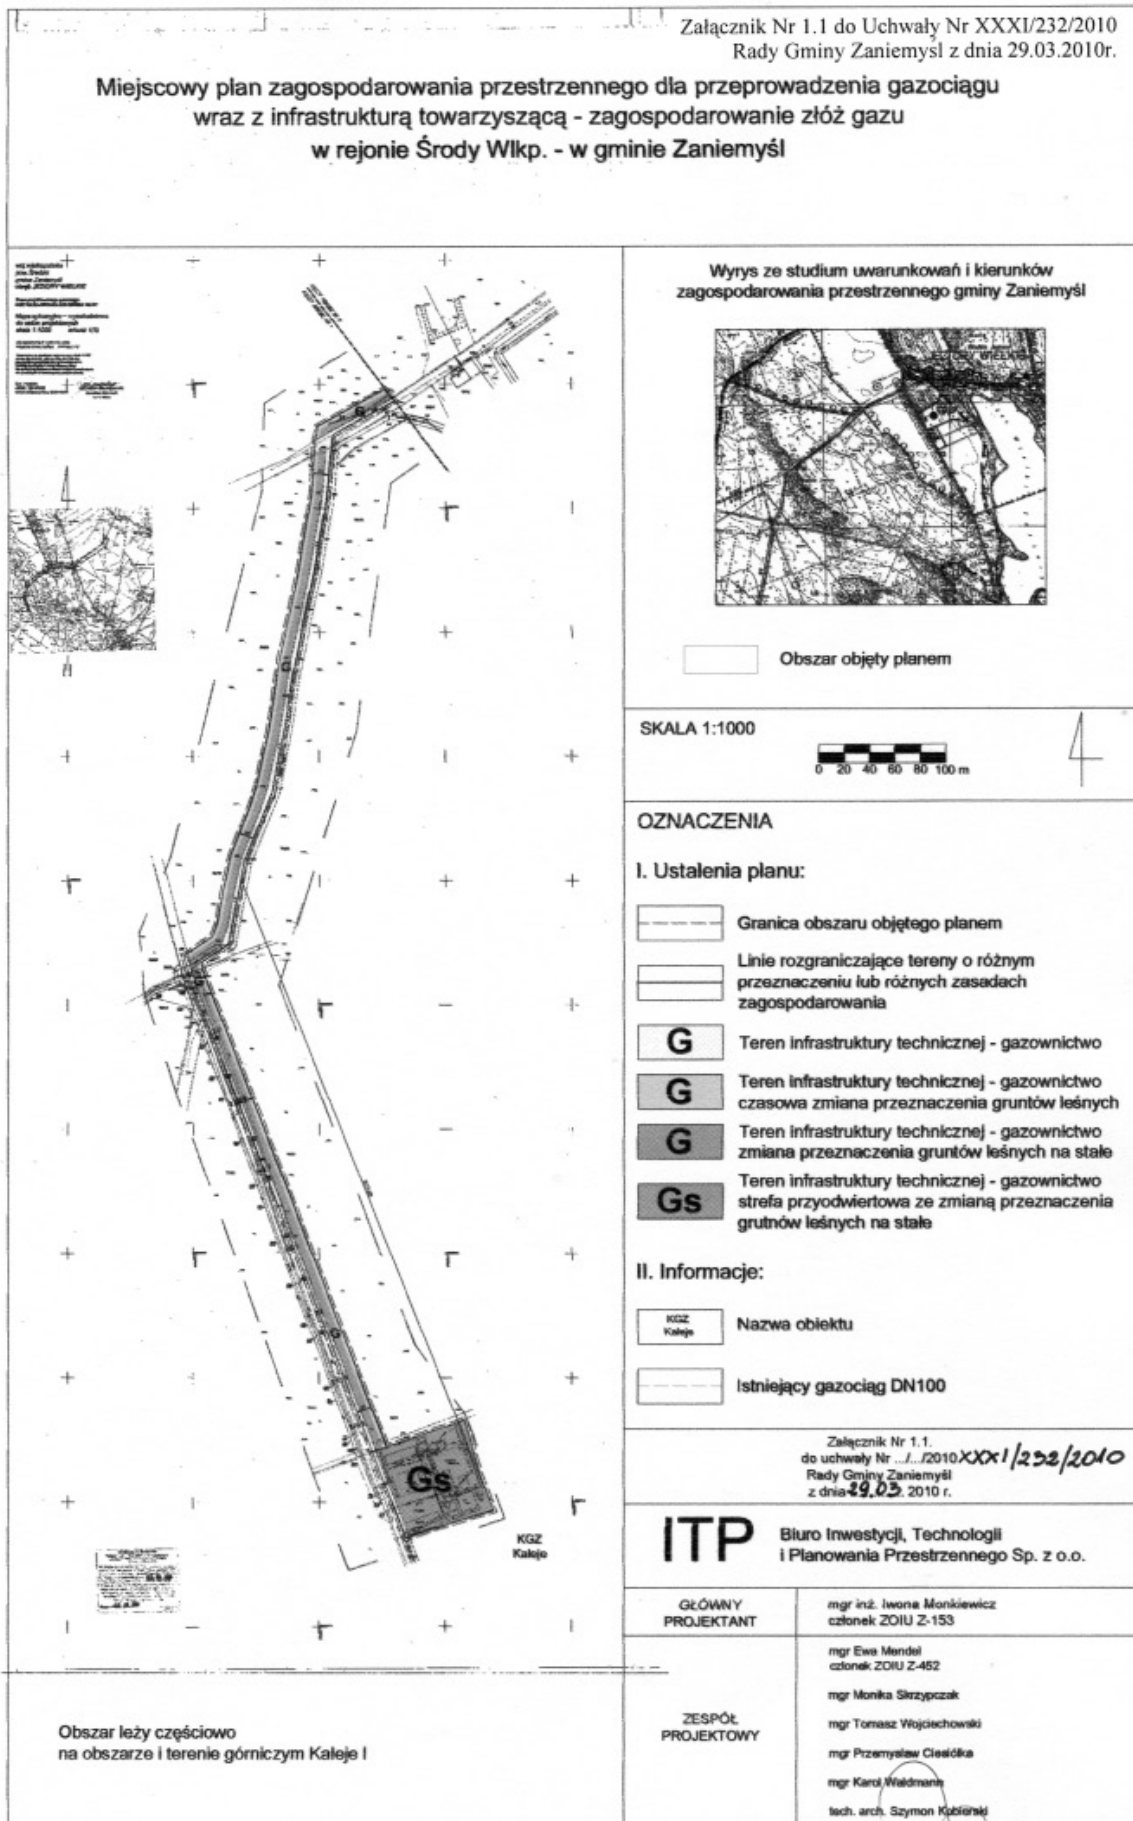 Załącznik Nr 1.1 do Uchwały Nr XXXI/232/2010
Rady Gminy Zaniemyśl z dnia 29.03.2010r.
Miejscowy plan zagospodarowania przestrzennego dla przeprowadzenia gazociągu
wraz z infrastrukturą towarzyszącą - zagospodarowanie złóż gazu
w rejonie Środy Wlkp. - w gminie Zaniemyśl
Wyrys ze studium uwarunkowań i kierunków
zagospodarowania przestrzennego gminy Zaniemyśl
Obszar objęty planem
SKALA 1:1000
0 20 40 60 80 100 m
OZNACZENIA
I. Ustalenia planu:
Granica obszaru objętego planem
Linie rozgraniczające tereny o różnym
przeznaczeniu lub różnych zasadach
zagospodarowania
G Teren infrastruktury technicznej - gazownictwo
G Teren infrastruktury technicznej - gazownictwo
czasowa zmiana przeznaczenia gruntów leśnych
G Teren infrastruktury technicznej - gazownictwo
zmiana przeznaczenia gruntów leśnych na stałe
Gs Teren infrastruktury technicznej - gazownictwo
strefa przyodwiertowa ze zmianą przeznaczenia
grutnów leśnych na stałe
II. Informacje:
KGZ
Kaleje
Nazwa obiektu
Istniejący gazociąg DN100
Załącznik Nr 1.1.
do uchwały Nr .../.../2010 XXXI/232/2010
Rady Gminy Zaniemyśl
z dnia 29.03. 2010 r.
ITP
Biuro Inwestycji, Technologii
i Planowania Przestrzennego Sp. z o.o.
GŁÓWNY
PROJEKTANT
mgr inż. Iwona Monkiewicz
członek ZOIU Z-153
ZESPÓŁ
PROJEKTOWY
mgr Ewa Mendel
członek ZOIU Z-452
mgr Monika Skrzypczak
mgr Tomasz Wojciechowski
mgr Przemysław Ciesiółka
mgr Karol Waldmann
tech. arch. Szymon Kobierski
G
G
G
G
G
Gs
KGZ
Kaleje
Obszar leży częściowo
na obszarze i terenie górniczym Kaleje I